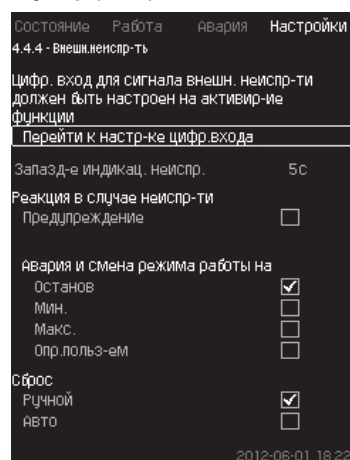 Состояние Работа Авария Настройки
4.4.4 - Внешн.неиспр-ть
Цифр. вход для сигнала внешн. неиспр-ти
должен быть настроен на активир-ие
функции
Перейти к настр-ке цифр.входа
Запазд-е индикац. неиспр. 5с
Реакция в случае неиспр-ти
Предупреждение
Авария и смена режима работы на
Останов
Мин.
Макс.
Опр.польз-ем
Сброс
Ручной
Авто
2012-06-01 18:22